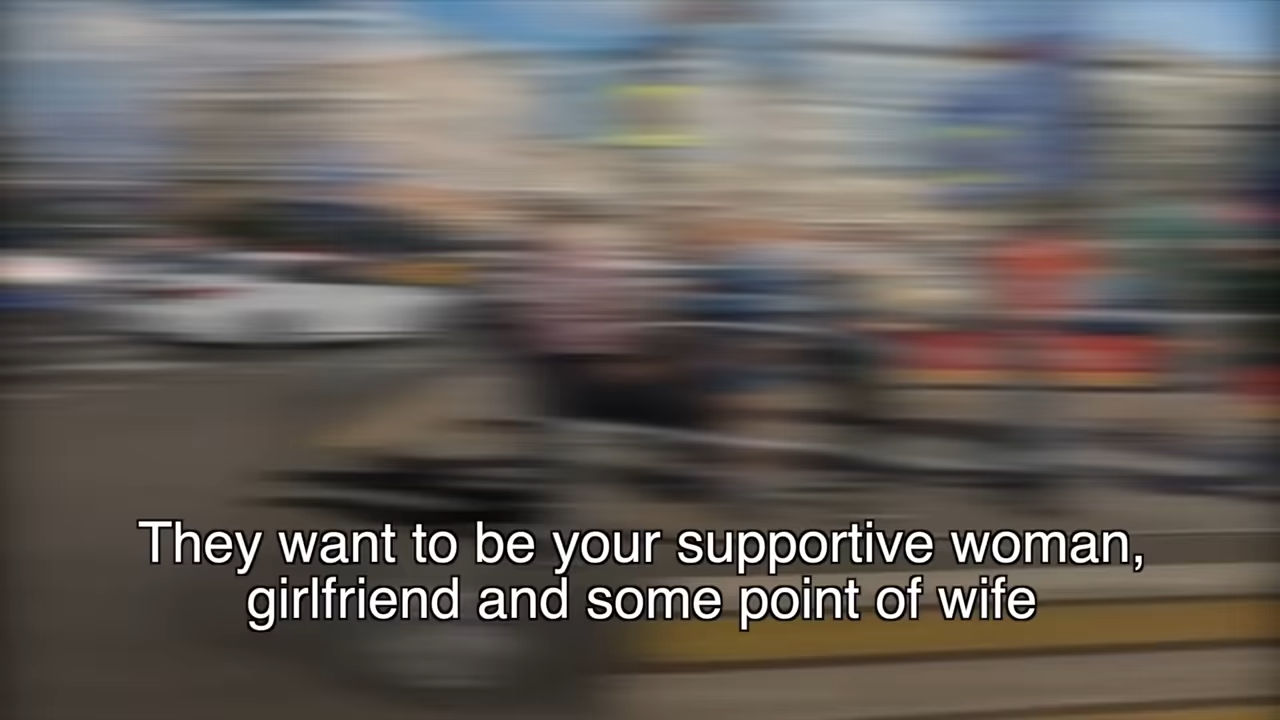 They want to be your supportive woman,
girlfriend and some point of wife